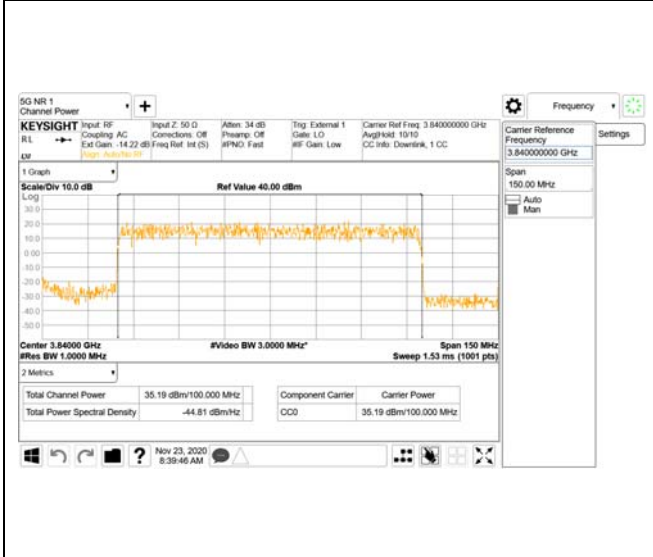 5G NR 1
Channel Power
Frequency
KEYSIGHT
RL
Input: RF
Coupling: AC
Ext Gain: -14.22 dB
Align: Auto/No RF
Input Z: 50 Ω
Corrections: Off
Freq Ref: Int (S)
Atten: 34 dB
Preamp: Off
#PNO: Fast
Trig: External 1
Gate: LO
#IF Gain: Low
Carrier Ref Freq: 3.840000000 GHz
Avg|Hold: 10/10
CC Info: Downlink, 1 CC
Carrier Reference
Frequency
3.840000000 GHz
Settings
Span
150.00 MHz
Auto
Man
1 Graph
Scale/Div 10.0 dB
Ref Value 40.00 dBm
Log
30.0
20.0
10.0
0.00
-10.0
-20.0
-30.0
-40.0
-50.0
Center 3.84000 GHz
#Video BW 3.0000 MHz*
Span 150 MHz
#Res BW 1.0000 MHz
Sweep 1.53 ms (1001 pts)
2 Metrics
Total Channel Power 35.19 dBm/100.000 MHz
Total Power Spectral Density -44.81 dBm/Hz
Component Carrier Carrier Power
CC0 35.19 dBm/100.000 MHz
?
Nov 23, 2020
8:39:46 AM